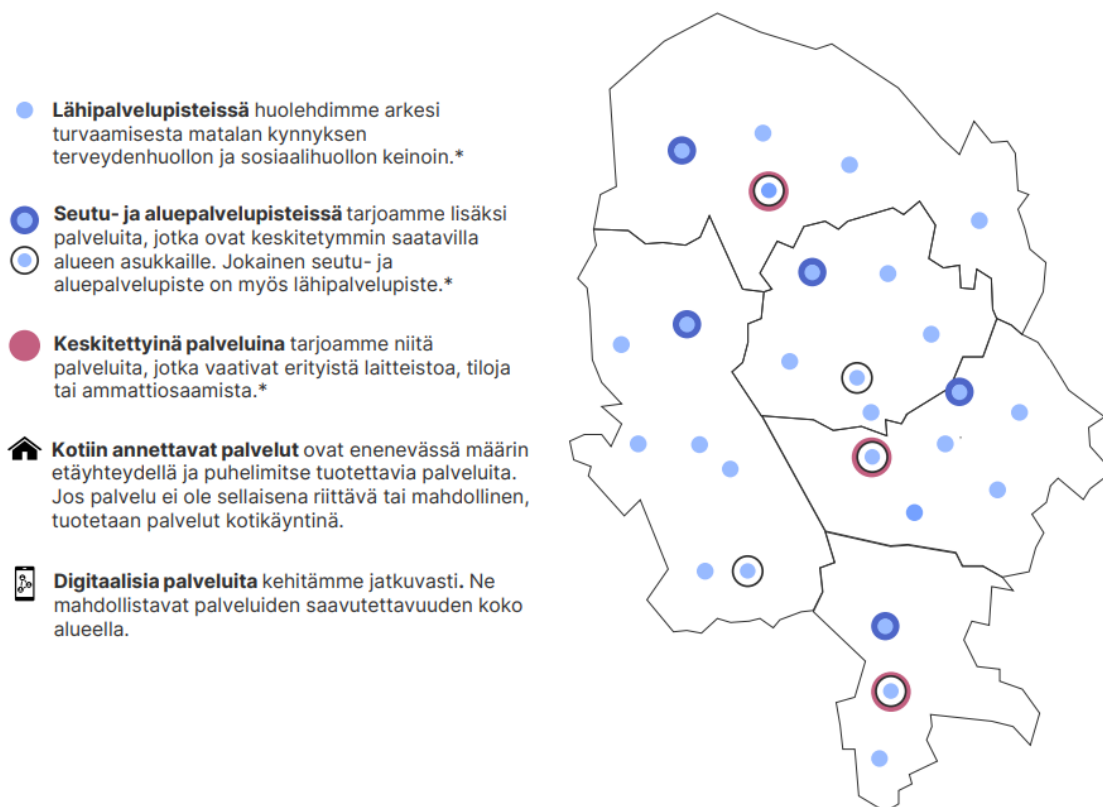 Lähipalvelupisteissä huolehdimme arkesi
turvaamisesta matalan kynnyksen
terveydenhuollon ja sosiaalihuollon keinoin.*
Seutu- ja aluepalvelupisteissä tarjoamme lisäksi
palveluita, jotka ovat keskitetymmin saatavilla
alueen asukkaille. Jokainen seutu- ja
aluepalvelupiste on myös lähipalvelupiste.*
Keskitettyinä palveluina tarjoamme niitä
palveluita, jotka vaativat erityistä laitteistoa, tiloja
tai ammattiosaamista.*
Kotiin annettavat palvelut ovat enenevässä määrin
etäyhteydellä ja puhelimitse tuotettavia palveluita.
Jos palvelu ei ole sellaisena riittävä tai mahdollinen,
tuotetaan palvelut kotikäyntinä.
Digitaalisia palveluita kehitämme jatkuvasti. Ne
mahdollistavat palveluiden saavutettavuuden koko
alueella.